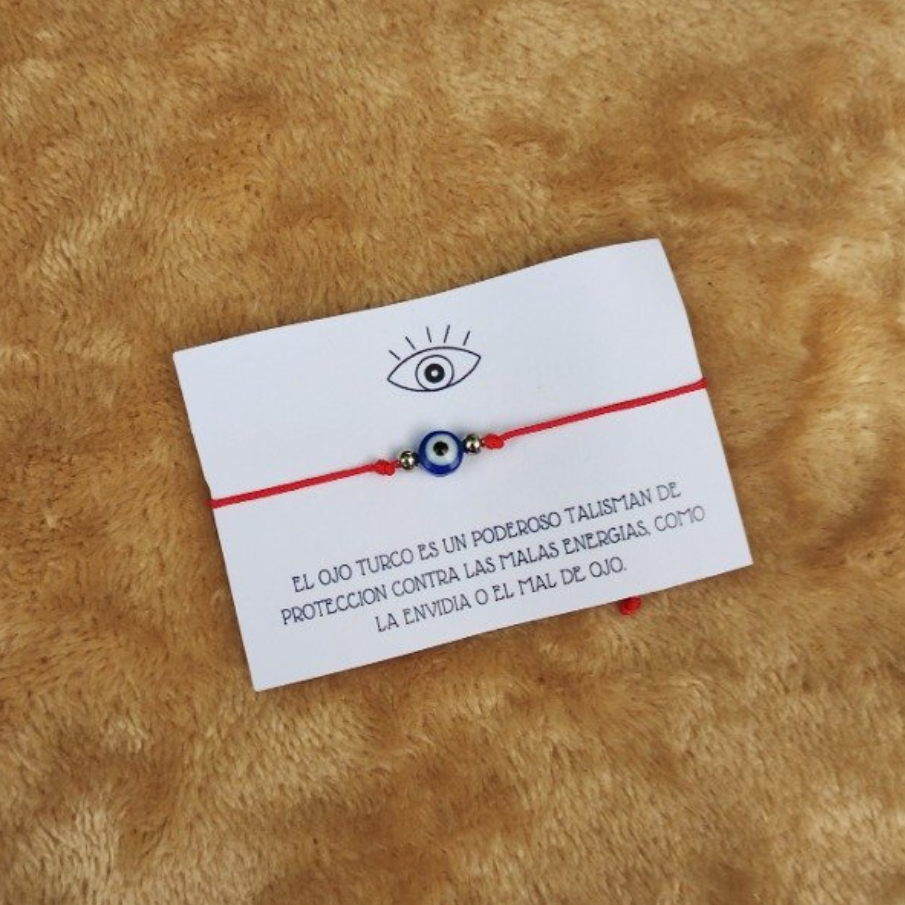 EL OJO TURCO ES UN PODEROSO TALISMAN DE
PROTECCION CONTRA LAS MALAS ENERGIAS, COMO
LA ENVIDIA O EL MAL DE OJO.